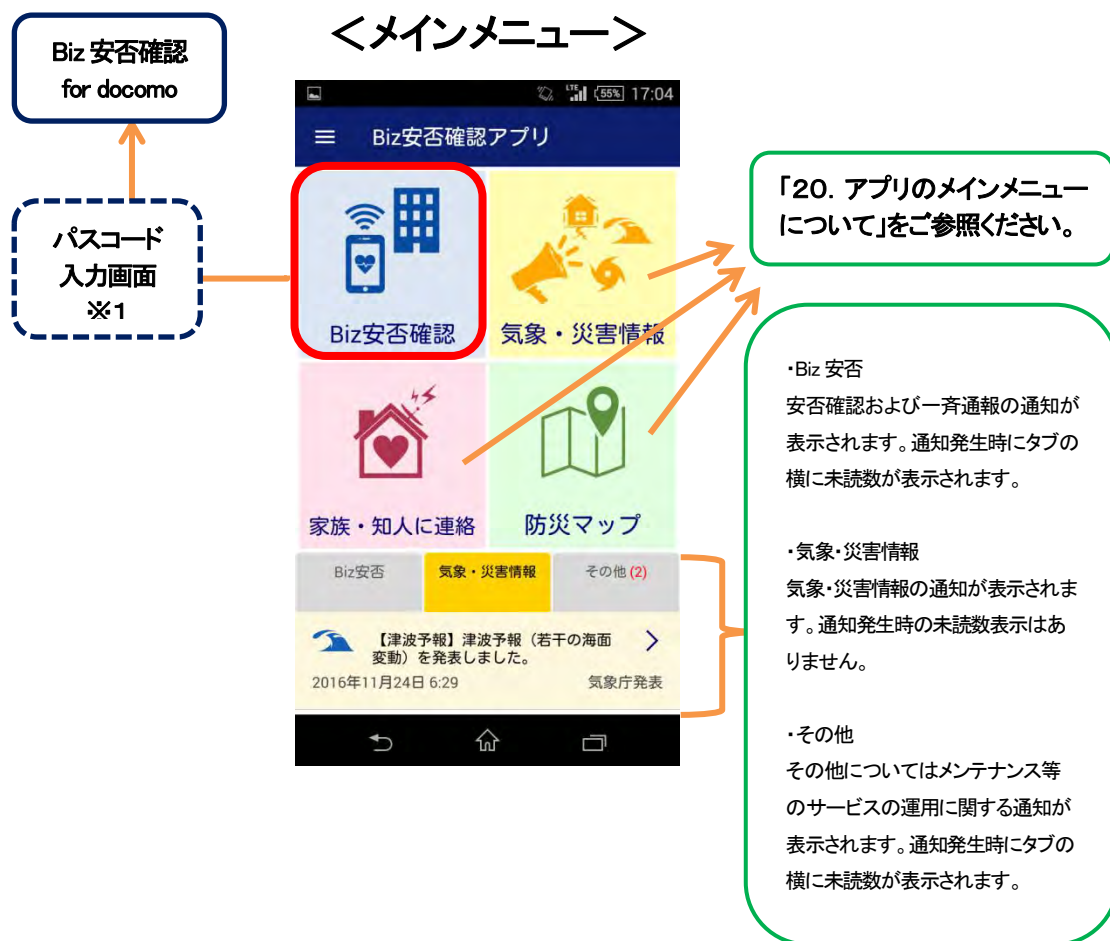 ＜メインメニュー＞
Biz 安否確認
for docomo
パスコード
入力画面
※1
LTE 55% 17:04
Biz安否確認アプリ
Biz安否確認
気象・災害情報
家族・知人に連絡
防災マップ
Biz安否
気象・災害情報
その他 (2)
【津波予報】津波予報（若干の海面
変動）を発表しました。
2016年11月24日 6:29
気象庁発表
「20．アプリのメインメニュー
について」をご参照ください。
・Biz 安否
安否確認および一斉通報の通知が
表示されます。通知発生時にタブの
横に未読数が表示されます。
・気象・災害情報
気象・災害情報の通知が表示されま
す。通知発生時の未読数表示はあ
りません。
・その他
その他についてはメンテナンス等
のサービスの運用に関する通知が
表示されます。通知発生時にタブの
横に未読数が表示されます。